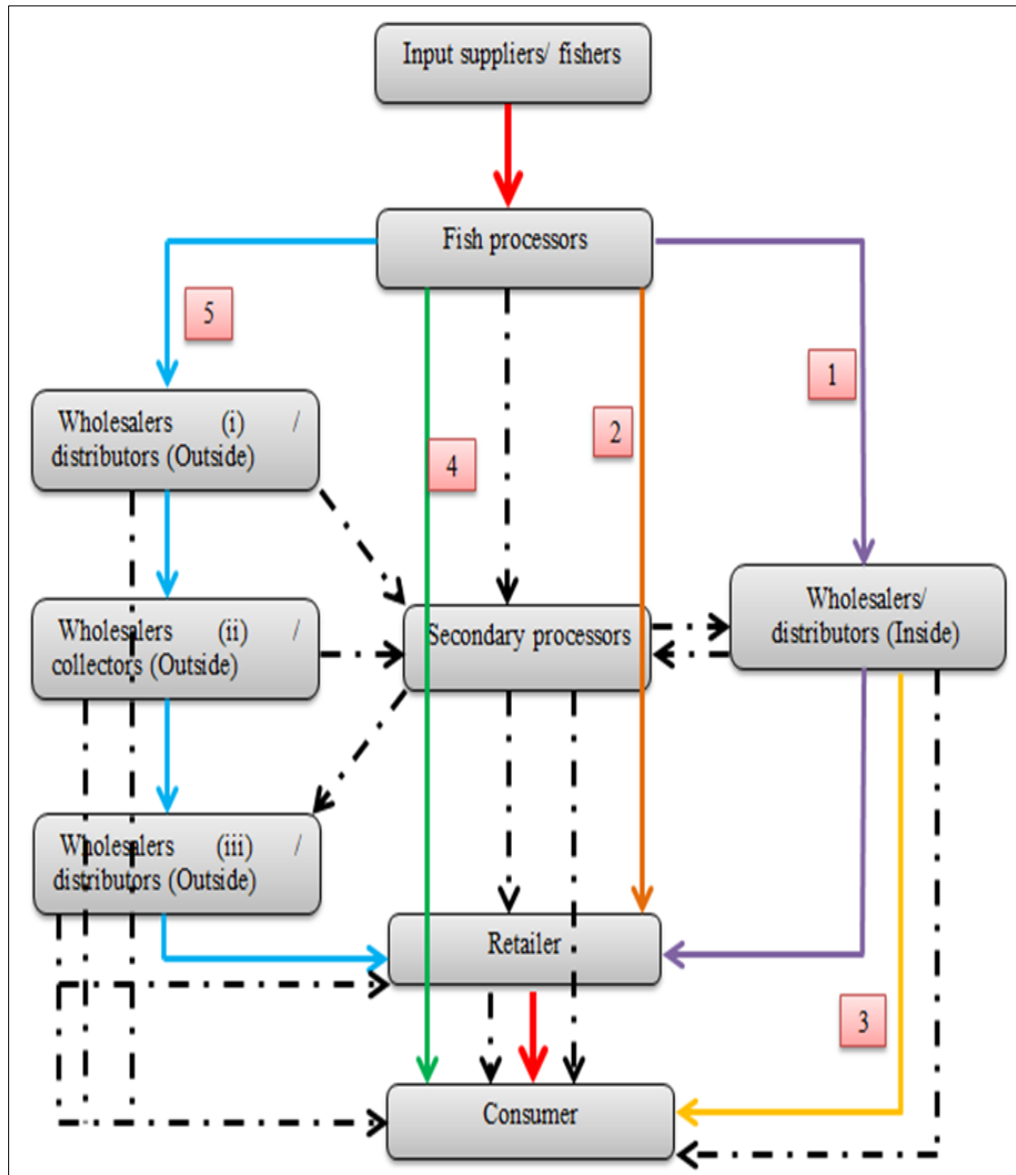 Input suppliers/ fishers
Fish processors
5
1
2
4
Wholesalers (i) /
distributors (Outside)
Wholesalers (ii) /
collectors (Outside)
Secondary processors
Wholesalers/
distributors (Inside)
Wholesalers (iii) /
distributors (Outside)
Retailer
3
Consumer